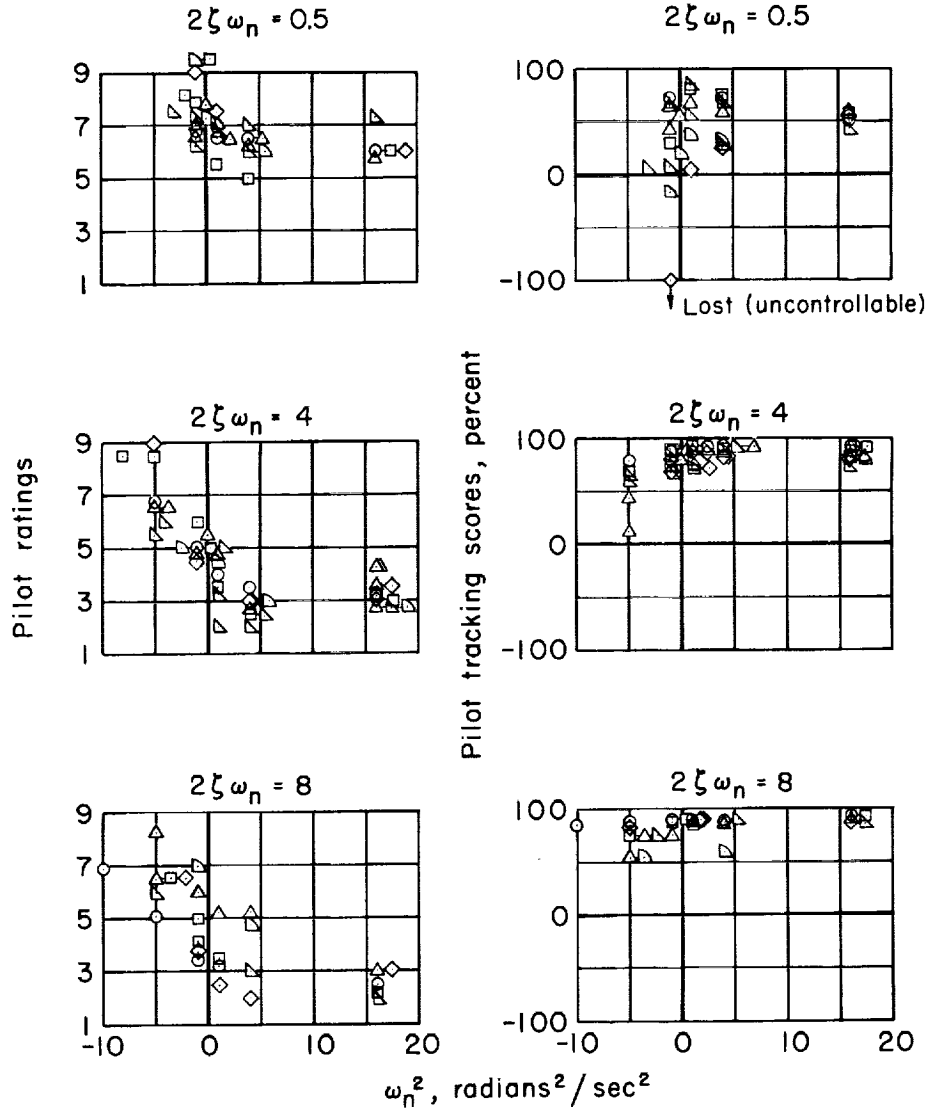 2ζωn = 0.5
2ζωn = 0.5
9
7
5
3
1
100
0
-100
Lost (uncontrollable)
Pilot ratings
Pilot tracking scores, percent
2ζωn = 4
2ζωn = 4
9
7
5
3
1
100
0
-100
2ζωn = 8
2ζωn = 8
9
7
5
3
1
100
0
-100
-10 0 10 20
-10 0 10 20
ωn², radians²/sec²